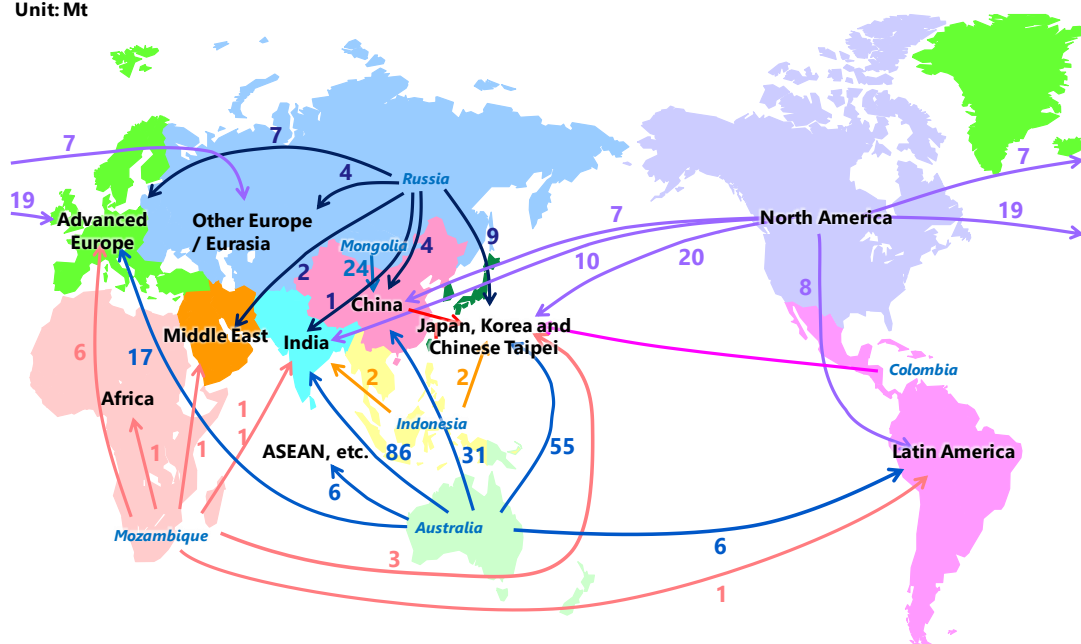 Unit: Mt
7
7
4
Russia
7
19
Advanced
Europe
Other Europe
/ Eurasia
Mongolia
24
4
9
7
10
20
North America
19
2
1
China
8
Middle East
India
Japan, Korea and
Chinese Taipei
6
17
2
2
Colombia
Africa
1
1
Indonesia
1
1
ASEAN, etc.
86
31
55
Latin America
6
Mozambique
Australia
3
6
1